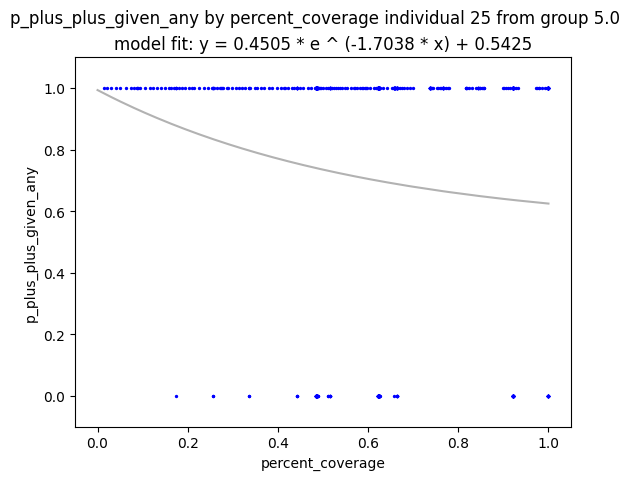 p_plus_plus_given_any by percent_coverage individual 25 from group 5.0
model fit: y = 0.4505 * e ^ (-1.7038 * x) + 0.5425
1.0
0.8
0.6
0.4
0.2
0.0
p_plus_plus_given_any
0.0 0.2 0.4 0.6 0.8 1.0
percent_coverage